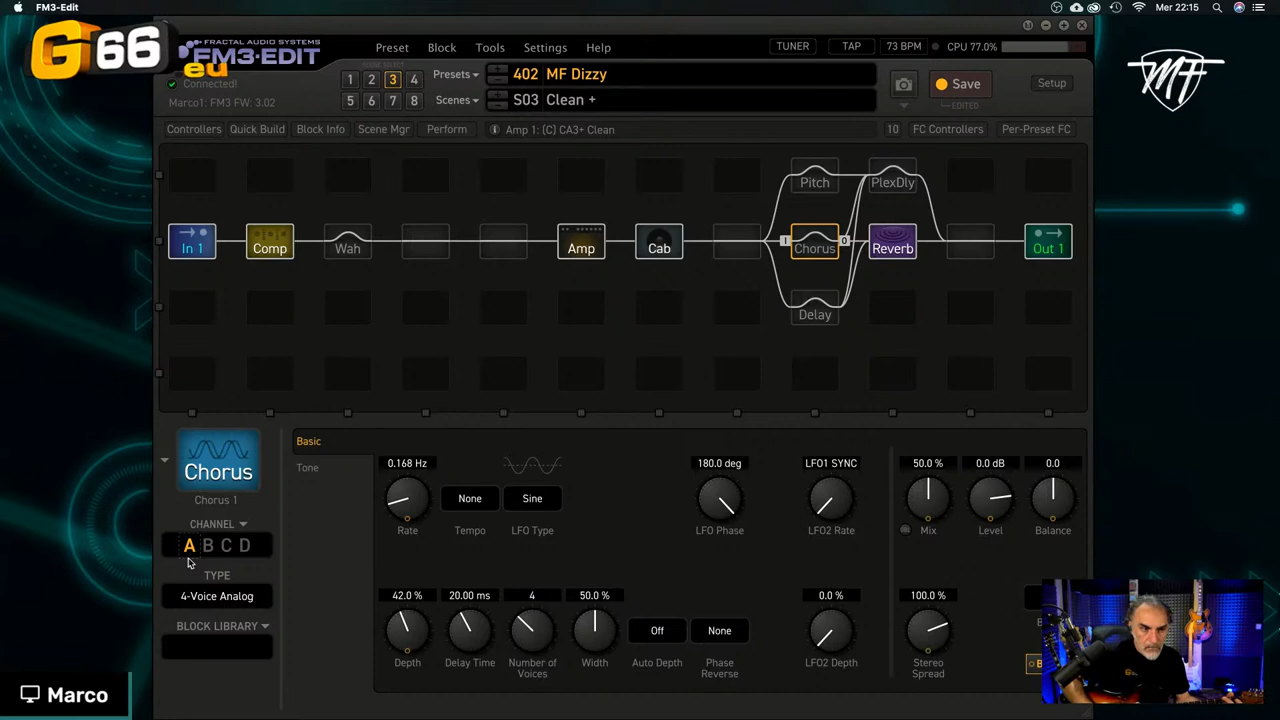 FM3-Edit
Mer 22:15
G66
eu
FRACTAL AUDIO SYSTEMS
FM3-EDIT
Connected!
Marco1: FM3 FW: 3.02
Preset Block Tools Settings Help
TUNER TAP 73 BPM CPU 77.0%
SCENE SELECT
1 2 3 4
5 6 7 8
Presets 402 MF Dizzy
Scenes S03 Clean +
Save
EDITED
Setup
Controllers Quick Build Block Info Scene Mgr Perform Amp 1: (C) CA3+ Clean 10 FC Controllers Per-Preset FC
MF
Pitch PlexDly
In 1 Comp Wah Amp Cab I Chorus O Reverb Out 1
Delay
Chorus
Chorus 1
CHANNEL
A B C D
TYPE
4-Voice Analog
BLOCK LIBRARY
Basic
Tone
0.168 Hz 180.0 deg LFO1 SYNC 50.0 % 0.0 dB 0.0
None Sine
Rate Tempo LFO Type LFO Phase LFO2 Rate Mix Level Balance
42.0 % 20.00 ms 4 50.0 % 0.0 % 100.0 %
Off None
Depth Delay Time Number of Voices Width Auto Depth Phase Reverse LFO2 Depth Stereo Spread
Marco